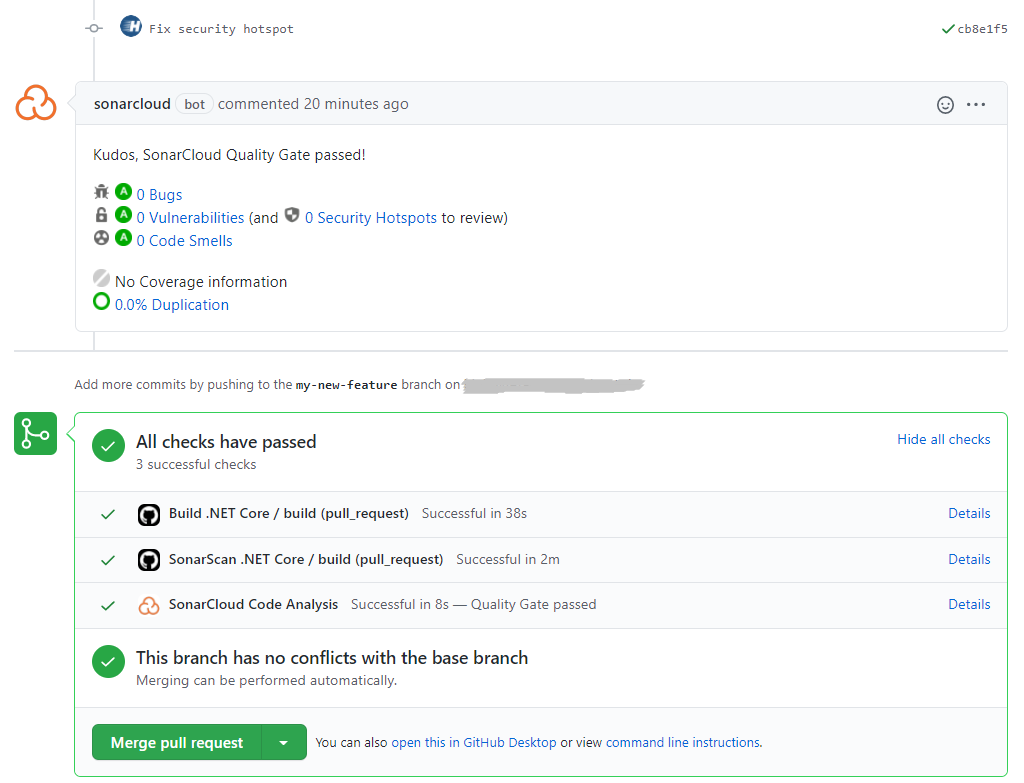 Fix security hotspot cb8e1f5
sonarcloud bot commented 20 minutes ago
Kudos, SonarCloud Quality Gate passed!
A 0 Bugs
A 0 Vulnerabilities (and 0 Security Hotspots to review)
A 0 Code Smells
No Coverage information
0.0% Duplication
Add more commits by pushing to the my-new-feature branch on
All checks have passed Hide all checks
3 successful checks
Build .NET Core / build (pull_request) Successful in 38s Details
SonarScan .NET Core / build (pull_request) Successful in 2m Details
SonarCloud Code Analysis Successful in 8s — Quality Gate passed Details
This branch has no conflicts with the base branch
Merging can be performed automatically.
Merge pull request You can also open this in GitHub Desktop or view command line instructions.